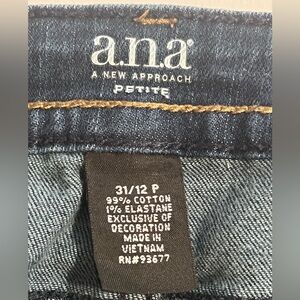 a.n.a
A NEW APPROACH
PETITE
31/12 P
99% COTTON
1% ELASTANE
EXCLUSIVE OF
DECORATION
MADE IN
VIETNAM
RN#93677